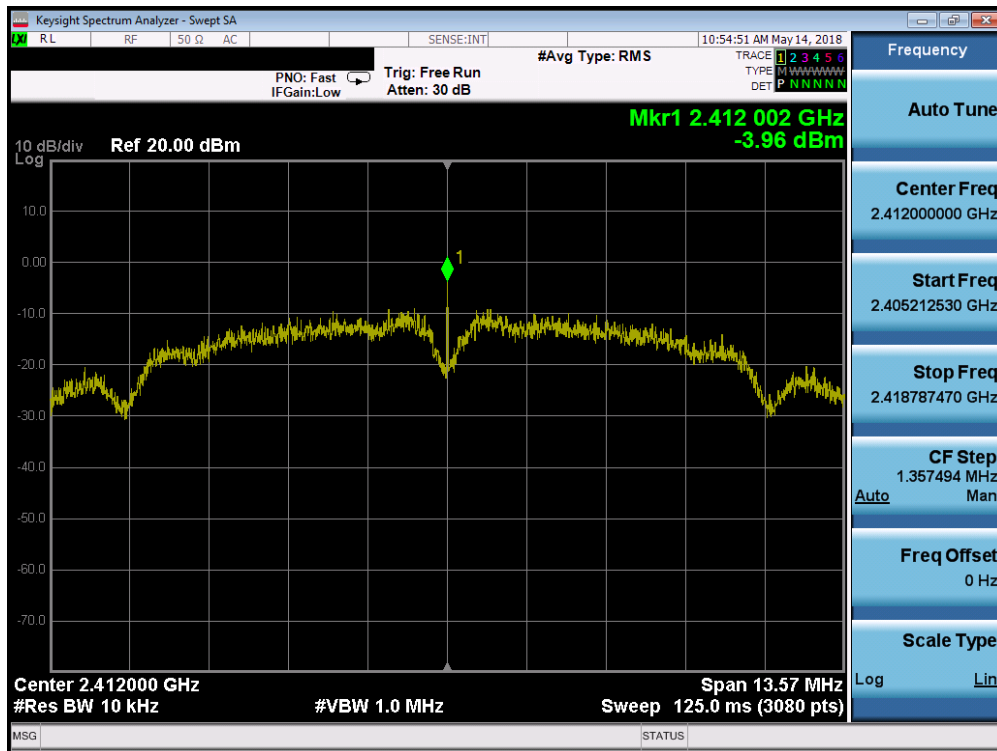 Keysight Spectrum Analyzer - Swept SA
LXI RL RF 50 Ω AC SENSE:INT 10:54:51 AM May 14, 2018
PNO: Fast
IFGain:Low
Trig: Free Run
Atten: 30 dB
#Avg Type: RMS
TRACE 1 2 3 4 5 6
TYPE M WWWWW
DET P N N N N N
Mkr1 2.412 002 GHz
-3.96 dBm
10 dB/div Ref 20.00 dBm
Log
1
10.0
0.00
-10.0
-20.0
-30.0
-40.0
-50.0
-60.0
-70.0
Center 2.412000 GHz Span 13.57 MHz
#Res BW 10 kHz #VBW 1.0 MHz Sweep 125.0 ms (3080 pts)
MSG STATUS
Frequency
Auto Tune
Center Freq
2.412000000 GHz
Start Freq
2.405212530 GHz
Stop Freq
2.418787470 GHz
CF Step
1.357494 MHz
Auto Man
Freq Offset
0 Hz
Scale Type
Log Lin